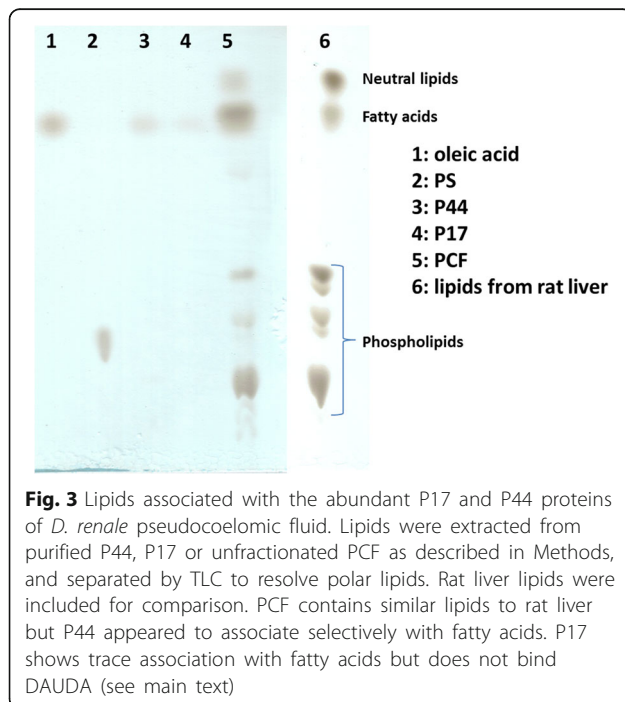 1 2 3 4 5 6
Neutral lipids
Fatty acids
1: oleic acid
2: PS
3: P44
4: P17
5: PCF
6: lipids from rat liver
Phospholipids
Fig. 3 Lipids associated with the abundant P17 and P44 proteins
of D. renale pseudocoelomic fluid. Lipids were extracted from
purified P44, P17 or unfractionated PCF as described in Methods,
and separated by TLC to resolve polar lipids. Rat liver lipids were
included for comparison. PCF contains similar lipids to rat liver
but P44 appeared to associate selectively with fatty acids. P17
shows trace association with fatty acids but does not bind
DAUDA (see main text)